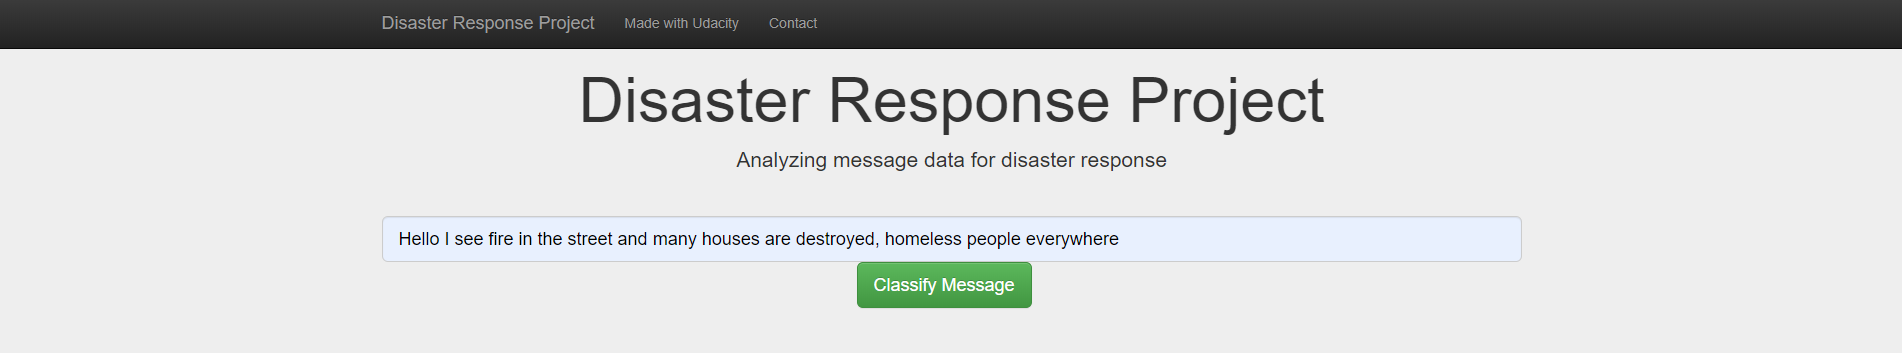 Disaster Response Project Made with Udacity Contact
Disaster Response Project
Analyzing message data for disaster response
Hello I see fire in the street and many houses are destroyed, homeless people everywhere
Classify Message